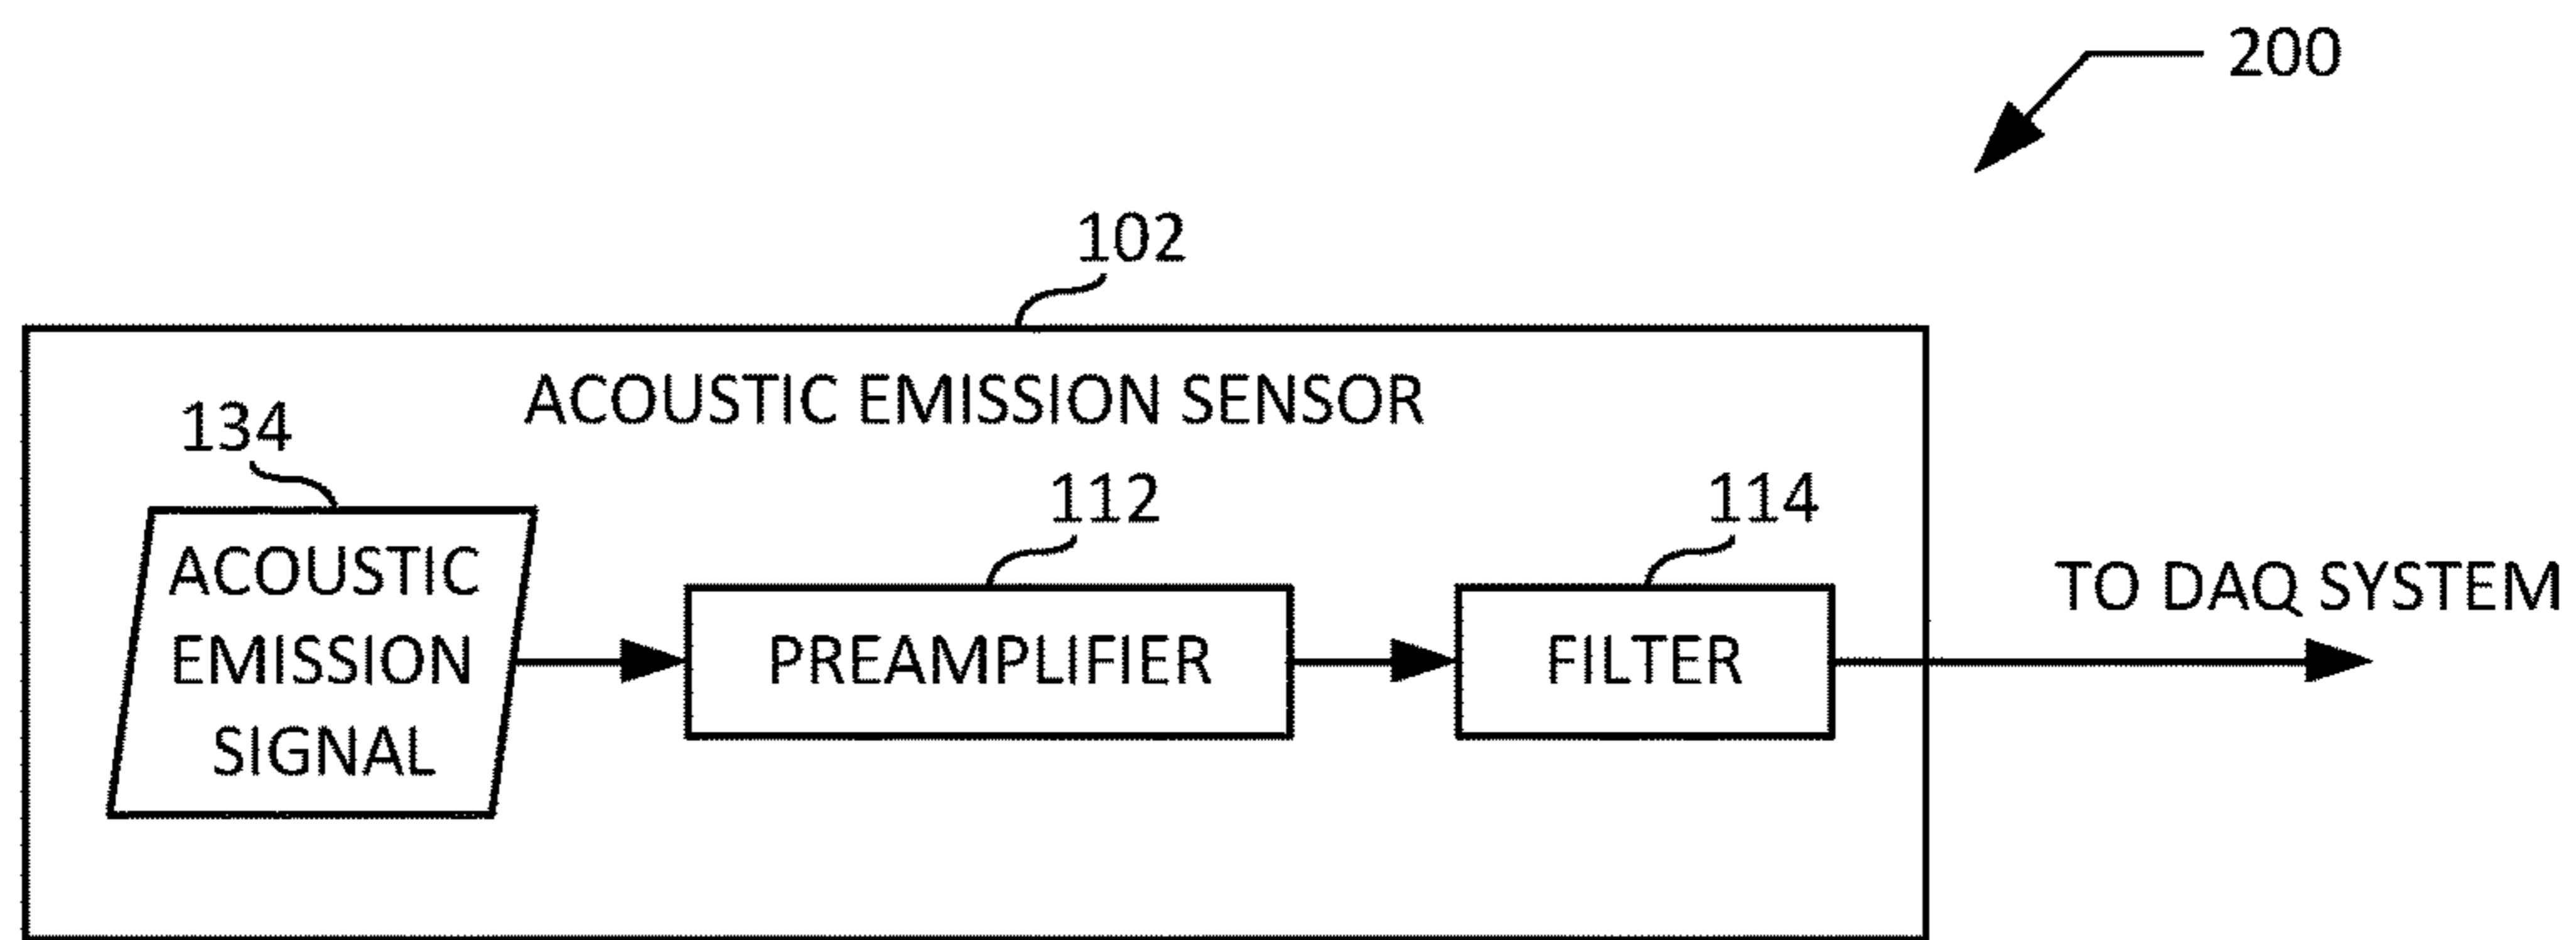 200
102
ACOUSTIC EMISSION SENSOR
134
ACOUSTIC
EMISSION
SIGNAL
112
PREAMPLIFIER
114
FILTER
TO DAQ SYSTEM